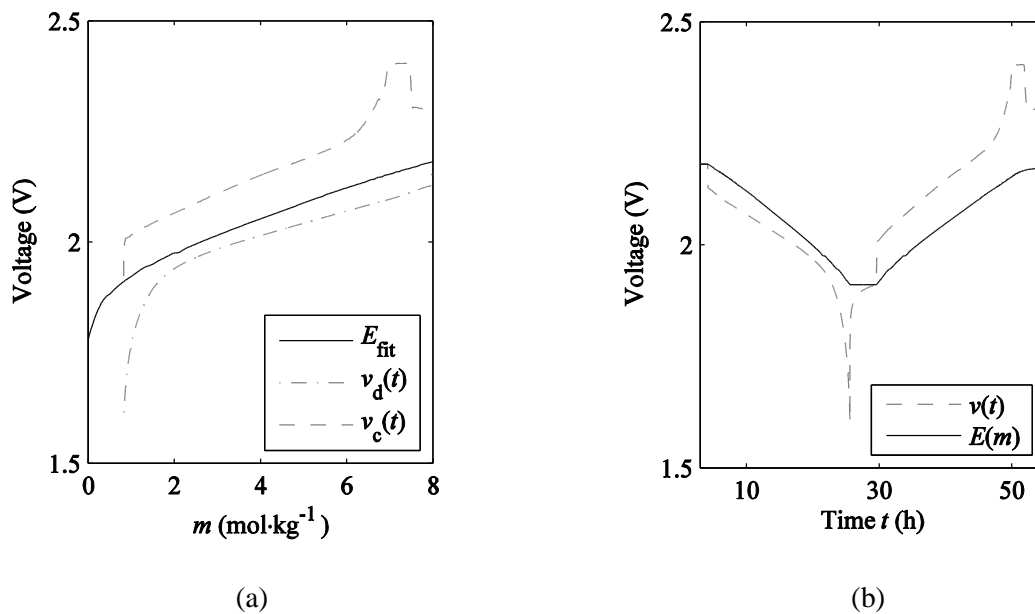 2.5
2
1.5
Voltage (V)
0
2
4
6
8
m (mol·kg⁻¹ )
E_fit
v_d(t)
v_c(t)
(a)
2.5
2
1.5
Voltage (V)
10
30
50
Time t (h)
v(t)
E(m)
(b)